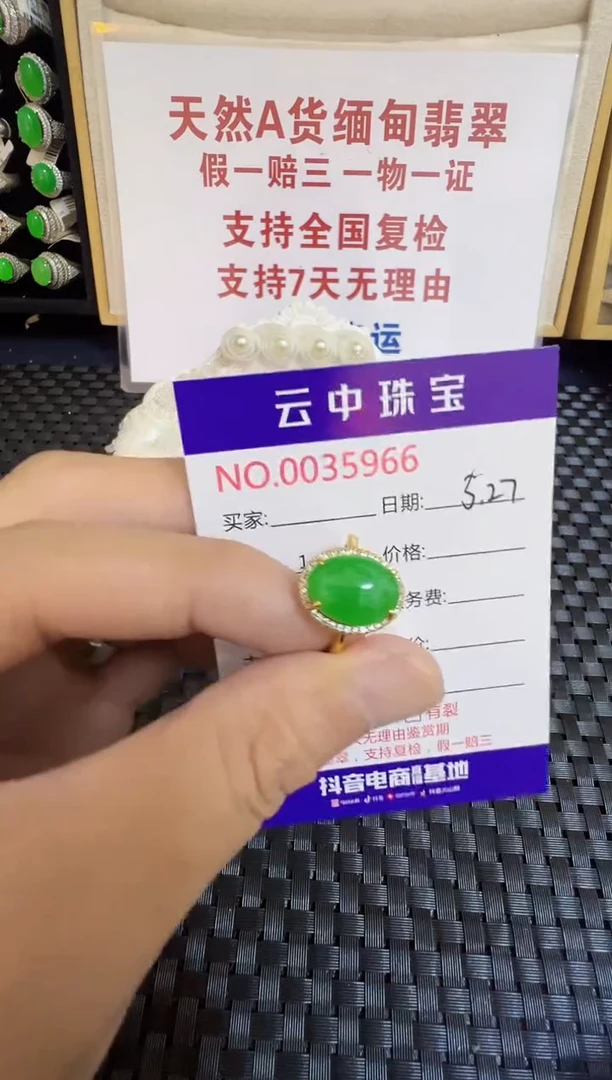 天然A货缅甸翡翠
假一赔三 一物一证
支持全国复检
支持7天无理由
运
云中珠宝
NO.0035966
买家: 日期: 5.27
价格:
务费:
有裂
无理由鉴赏期
翠，支持复检，假一赔三
抖音电商 基地